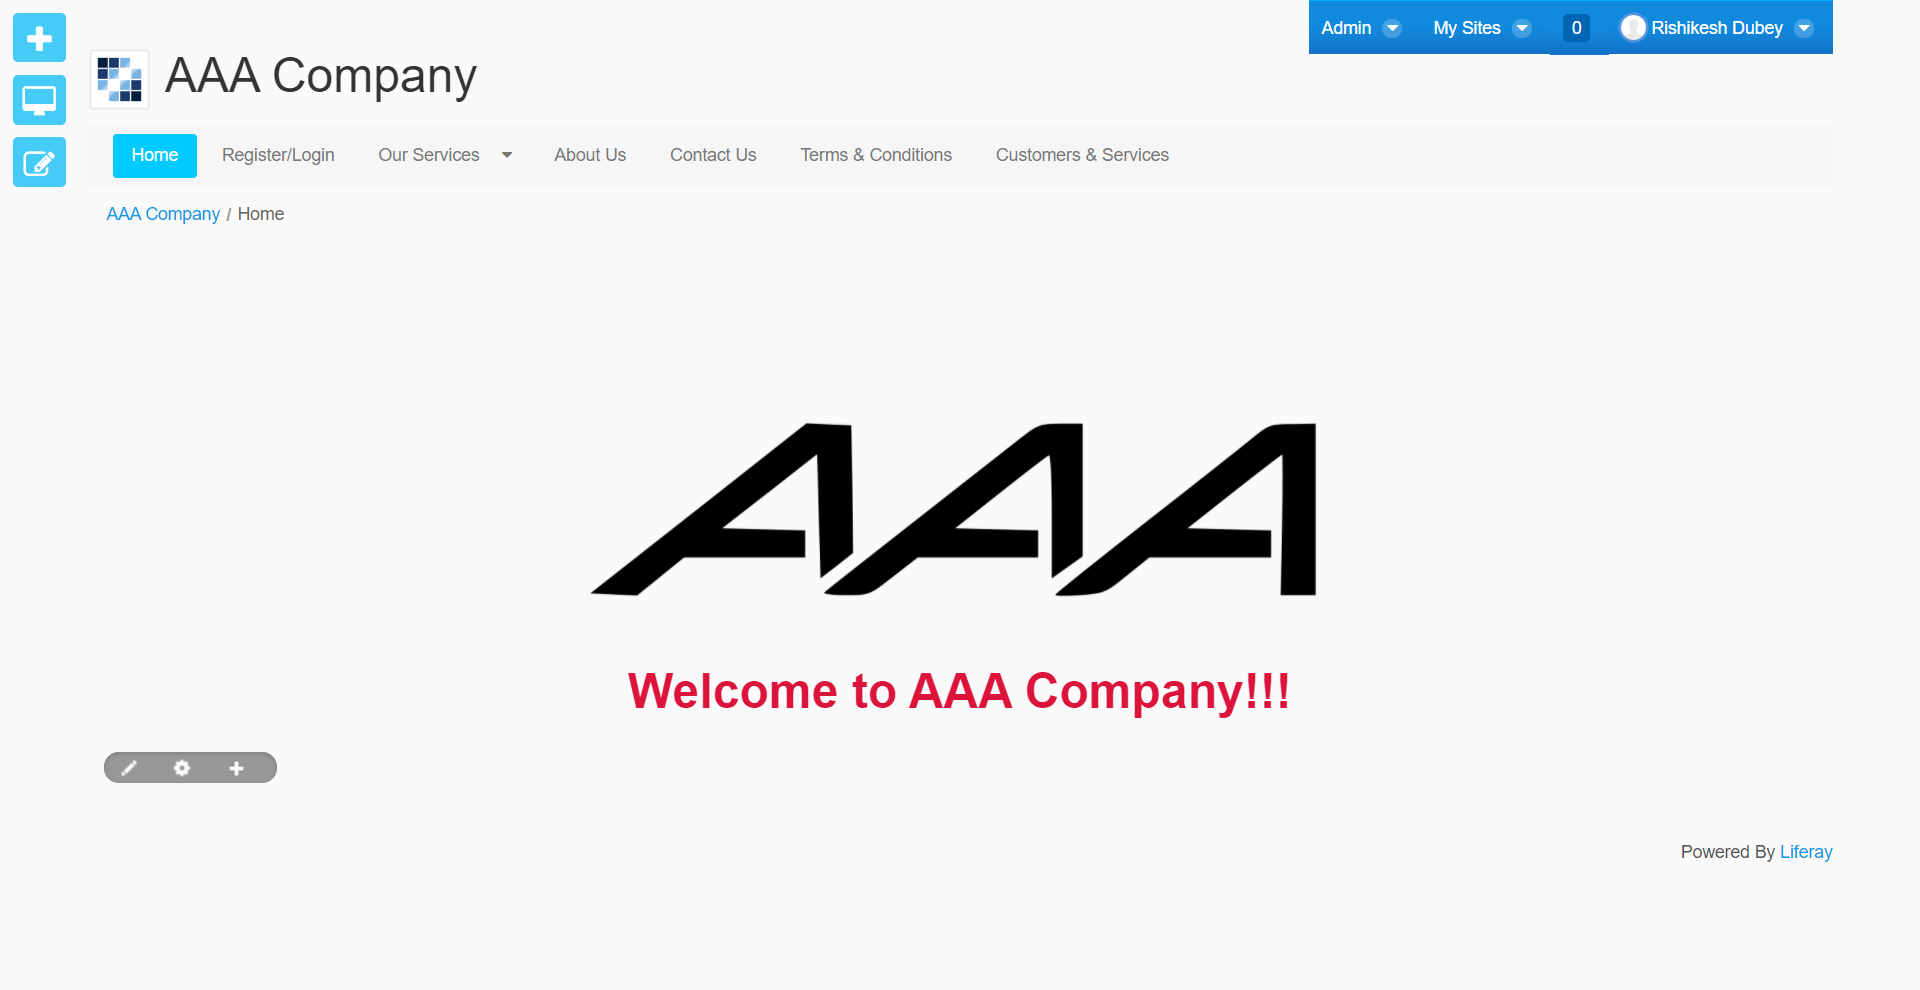 Admin My Sites 0 Rishikesh Dubey
AAA Company
Home Register/Login Our Services About Us Contact Us Terms & Conditions Customers & Services
AAA Company / Home
AAA
Welcome to AAA Company!!!
Powered By Liferay